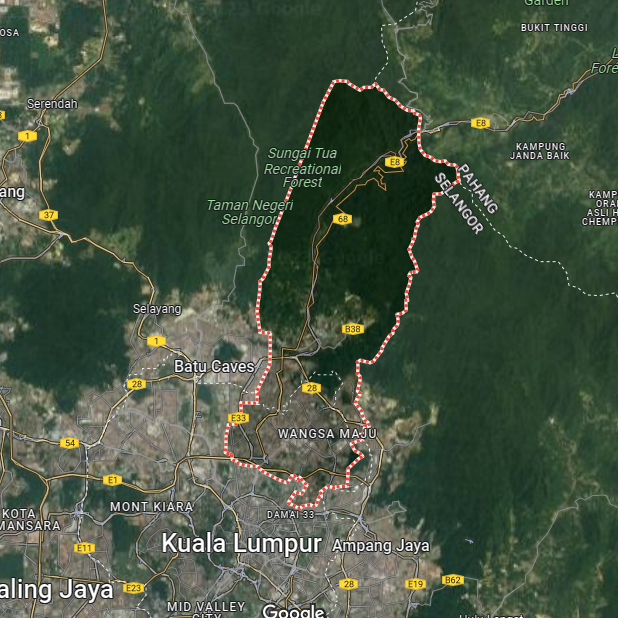 Garden
BUKIT TINGGI
OSA
Fore
Serendah
1
E8
E8
KAMPUNG
JANDA BAIK
Sungai Tua
Recreational
Forest
ang
PAHANG
SELANGOR
37
Taman Negeri
Selangor
68
KAMP
ORA
ASLI H
CHEMP
Selayang
B38
1
Batu Caves
28
28
E33
WANGSA MAJU
54
E1
MONT KIARA
KOTA
MANSARA
DAMAI 33
Kuala Lumpur
Ampang Jaya
E11
aling Jaya
E23
28
E19
B62
MID VALLEY
CITY
Google